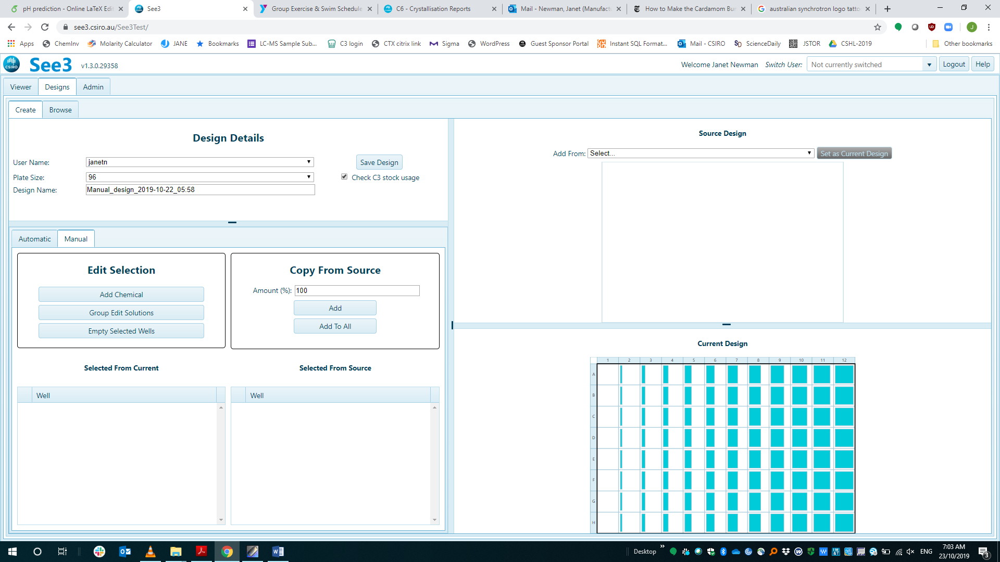 pH prediction - Online LaTeX Edit
See3
Group Exercise & Swim Schedule
C6 - Crystallisation Reports
Mail - Newman, Janet (Manufactu
How to Make the Cardamom Bun
australian synchrotron logo tatto
see3.csiro.au/See3Test/
J
Apps
ChemInv
Molarity Calculator
JANE
Bookmarks
LC-MS Sample Sub...
C3 login
CTX citrix link
Sigma
WordPress
Guest Sponsor Portal
Instant SQL Format...
Mail - CSIRO
ScienceDaily
JSTOR
CSHL-2019
Other bookmarks
CSIRO
See3
v1.3.0.29358
Welcome Janet Newman
Switch User:
Not currently switched
Logout
Help
Viewer
Designs
Admin
Create
Browse
Design Details
User Name:
janetn
Save Design
Plate Size:
96
Check C3 stock usage
Design Name:
Manual_design_2019-10-22_05:58
Source Design
Add From:
Select...
Set as Current Design
Automatic
Manual
Edit Selection
Add Chemical
Group Edit Solutions
Empty Selected Wells
Copy From Source
Amount (%):
100
Add
Add To All
Selected From Current
Selected From Source
Well
Well
Current Design
1 2 3 4 5 6 7 8 9 10 11 12
A
B
C
D
E
F
G
H
Desktop
ENG
7:03 AM
23/10/2019
3